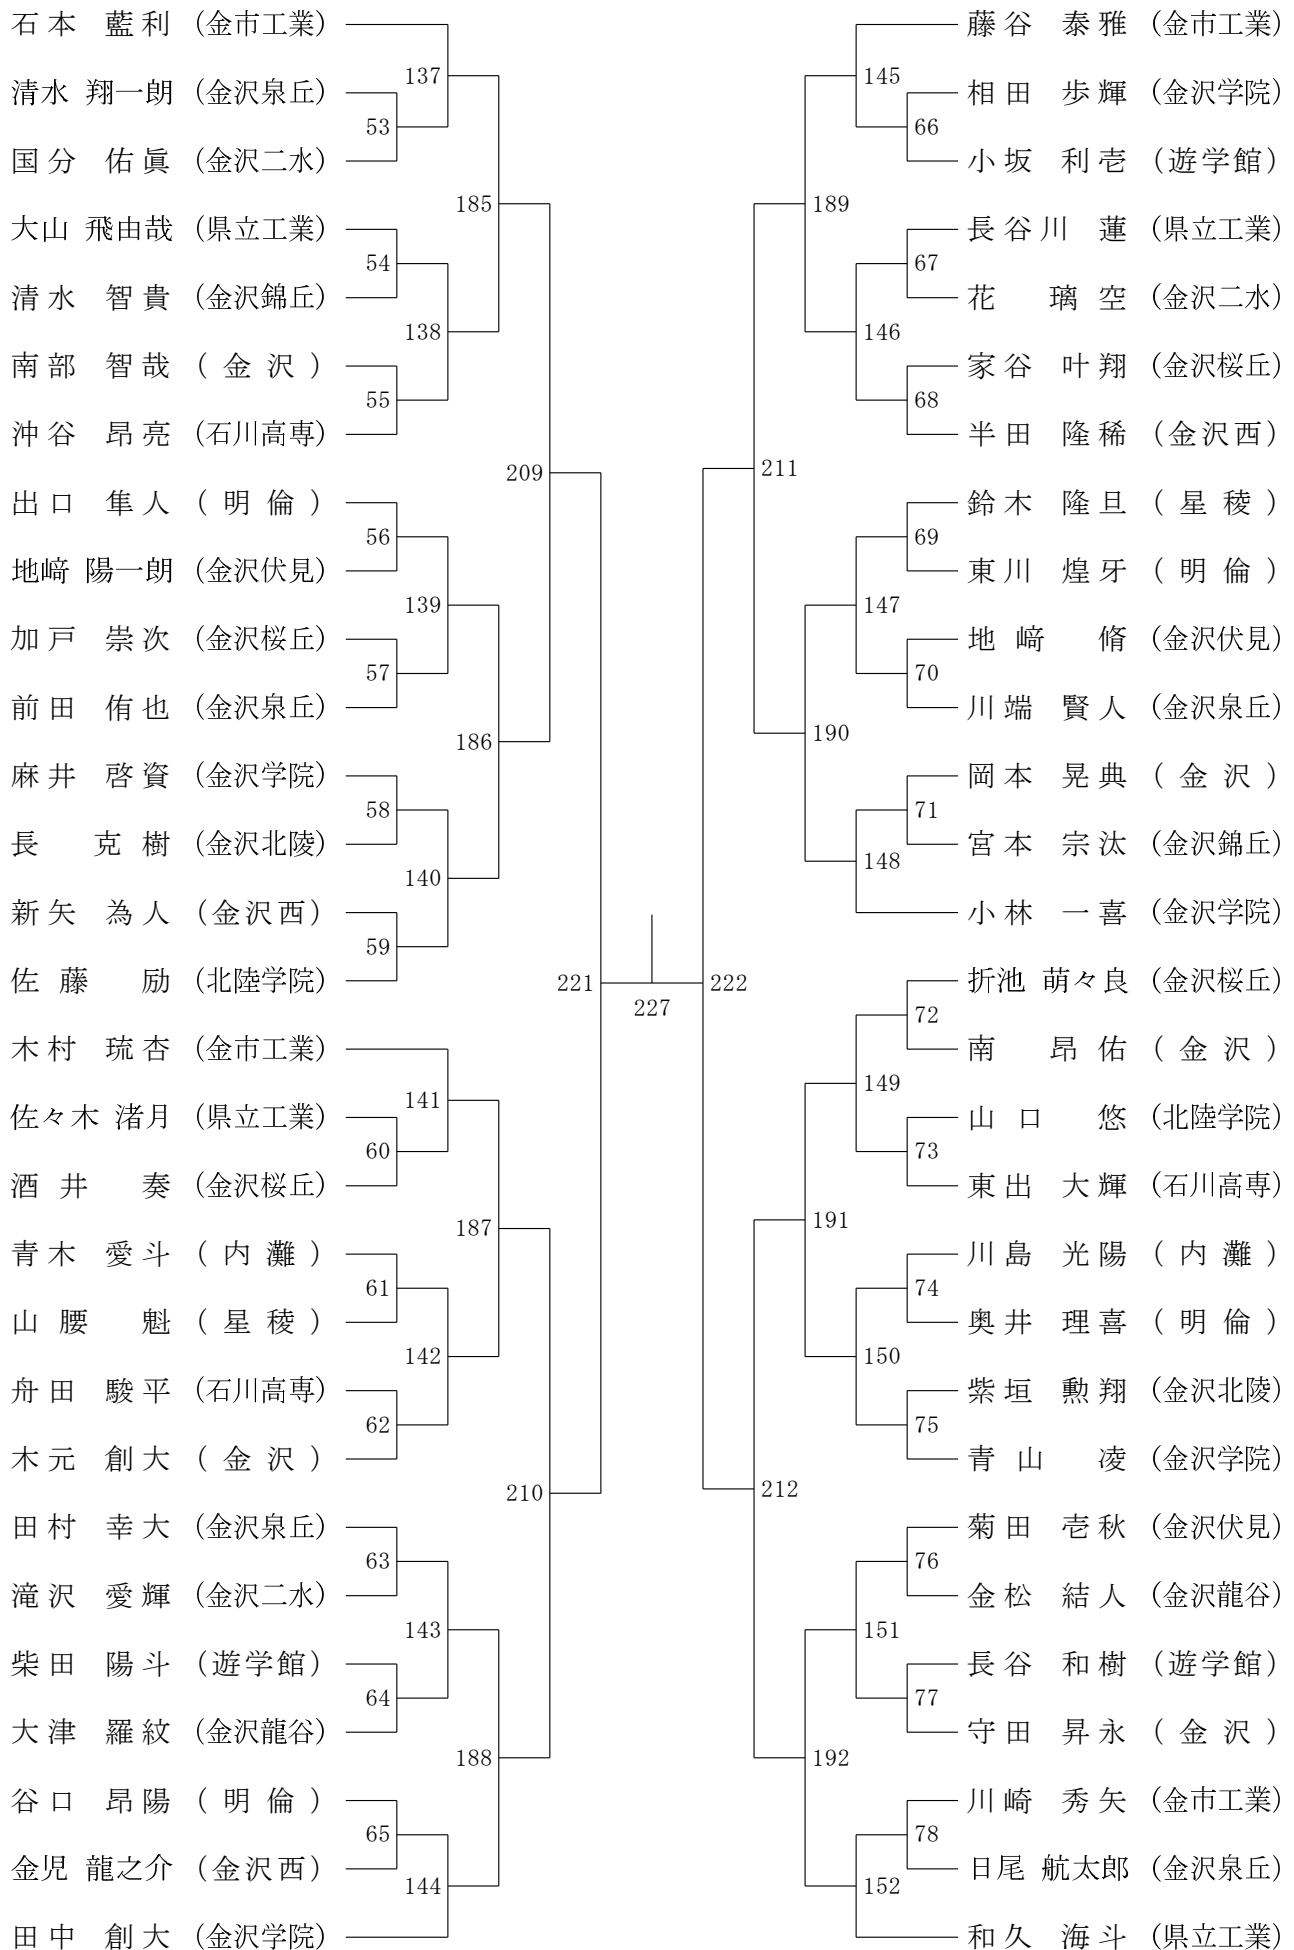 石本 藍利 (金市工業)
137
清水 翔一朗 (金沢泉丘)
53
国分 佑眞 (金沢二水)
185
大山 飛由哉 (県立工業)
54
清水 智貴 (金沢錦丘)
138
南部 智哉 (金沢)
55
沖谷 昂亮 (石川高専)
209
出口 隼人 (明倫)
56
地﨑 陽一朗 (金沢伏見)
139
加戸 崇次 (金沢桜丘)
57
前田 侑也 (金沢泉丘)
186
麻井 啓資 (金沢学院)
58
長 克樹 (金沢北陵)
140
新矢 為人 (金沢西)
59
佐藤 励 (北陸学院)
221
木村 琉杏 (金市工業)
141
佐々木 渚月 (県立工業)
60
酒井 奏 (金沢桜丘)
187
青木 愛斗 (内灘)
61
山腰 魁 (星稜)
142
舟田 駿平 (石川高専)
62
木元 創大 (金沢)
210
田村 幸大 (金沢泉丘)
63
滝沢 愛輝 (金沢二水)
143
柴田 陽斗 (遊学館)
64
大津 羅紋 (金沢龍谷)
188
谷口 昂陽 (明倫)
65
金児 龍之介 (金沢西)
144
田中 創大 (金沢学院)
227
藤谷 泰雅 (金市工業)
145
相田 歩輝 (金沢学院)
66
小坂 利壱 (遊学館)
189
長谷川 蓮 (県立工業)
67
花 璃空 (金沢二水)
146
家谷 叶翔 (金沢桜丘)
68
半田 隆稀 (金沢西)
211
鈴木 隆旦 (星稜)
69
東川 煌牙 (明倫)
147
地﨑 脩 (金沢伏見)
70
川端 賢人 (金沢泉丘)
190
岡本 晃典 (金沢)
71
宮本 宗汰 (金沢錦丘)
148
小林 一喜 (金沢学院)
222
折池 萌々良 (金沢桜丘)
72
南 昂佑 (金沢)
149
山口 悠 (北陸学院)
73
東出 大輝 (石川高専)
191
川島 光陽 (内灘)
74
奥井 理喜 (明倫)
150
紫垣 勲翔 (金沢北陵)
75
青山 凌 (金沢学院)
212
菊田 壱秋 (金沢伏見)
76
金松 結人 (金沢龍谷)
151
長谷 和樹 (遊学館)
77
守田 昇永 (金沢)
192
川崎 秀矢 (金市工業)
78
日尾 航太郎 (金沢泉丘)
152
和久 海斗 (県立工業)